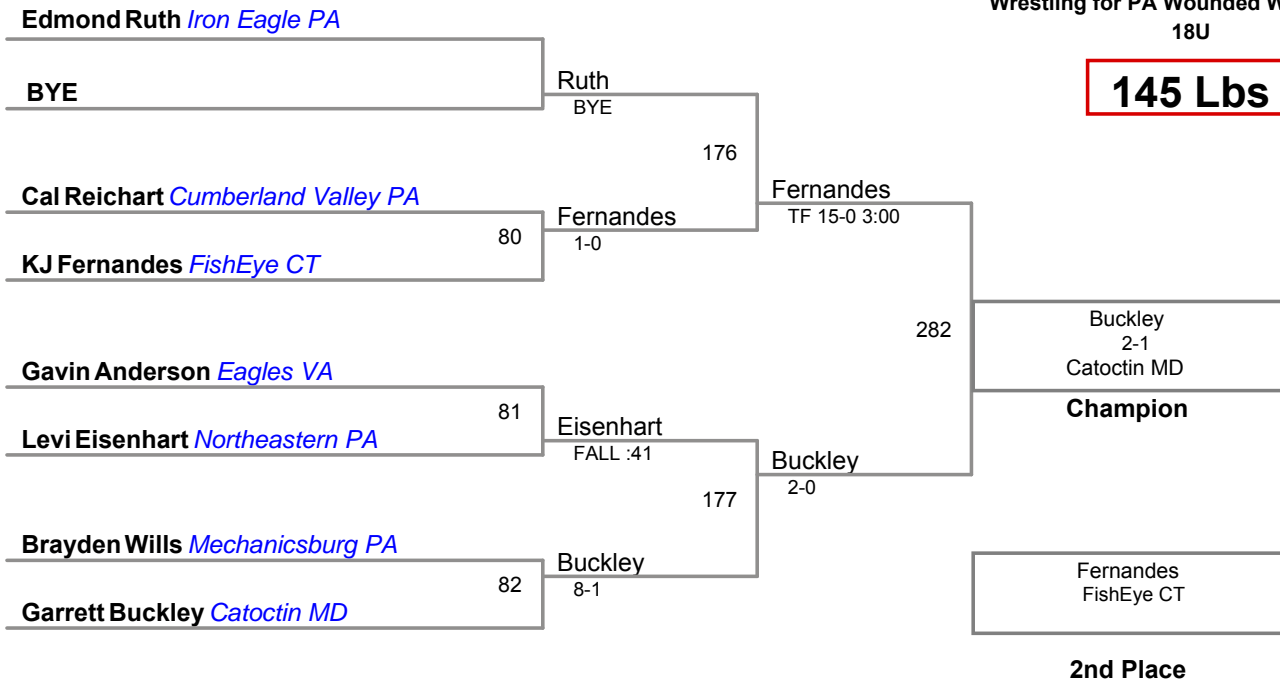 Edmond Ruth Iron Eagle PA
Wrestling for PA Wounded W
18U
145 Lbs
BYE
Ruth
BYE
176
Cal Reichart Cumberland Valley PA
Fernandes
TF 15-0 3:00
80
Fernandes
1-0
KJ Fernandes FishEye CT
282
Buckley
2-1
Catoctin MD
Champion
Gavin Anderson Eagles VA
81
Levi Eisenhart Northeastern PA
Eisenhart
FALL :41
Buckley
2-0
177
Brayden Wills Mechanicsburg PA
82
Buckley
8-1
Garrett Buckley Catoctin MD
Fernandes
FishEye CT
2nd Place